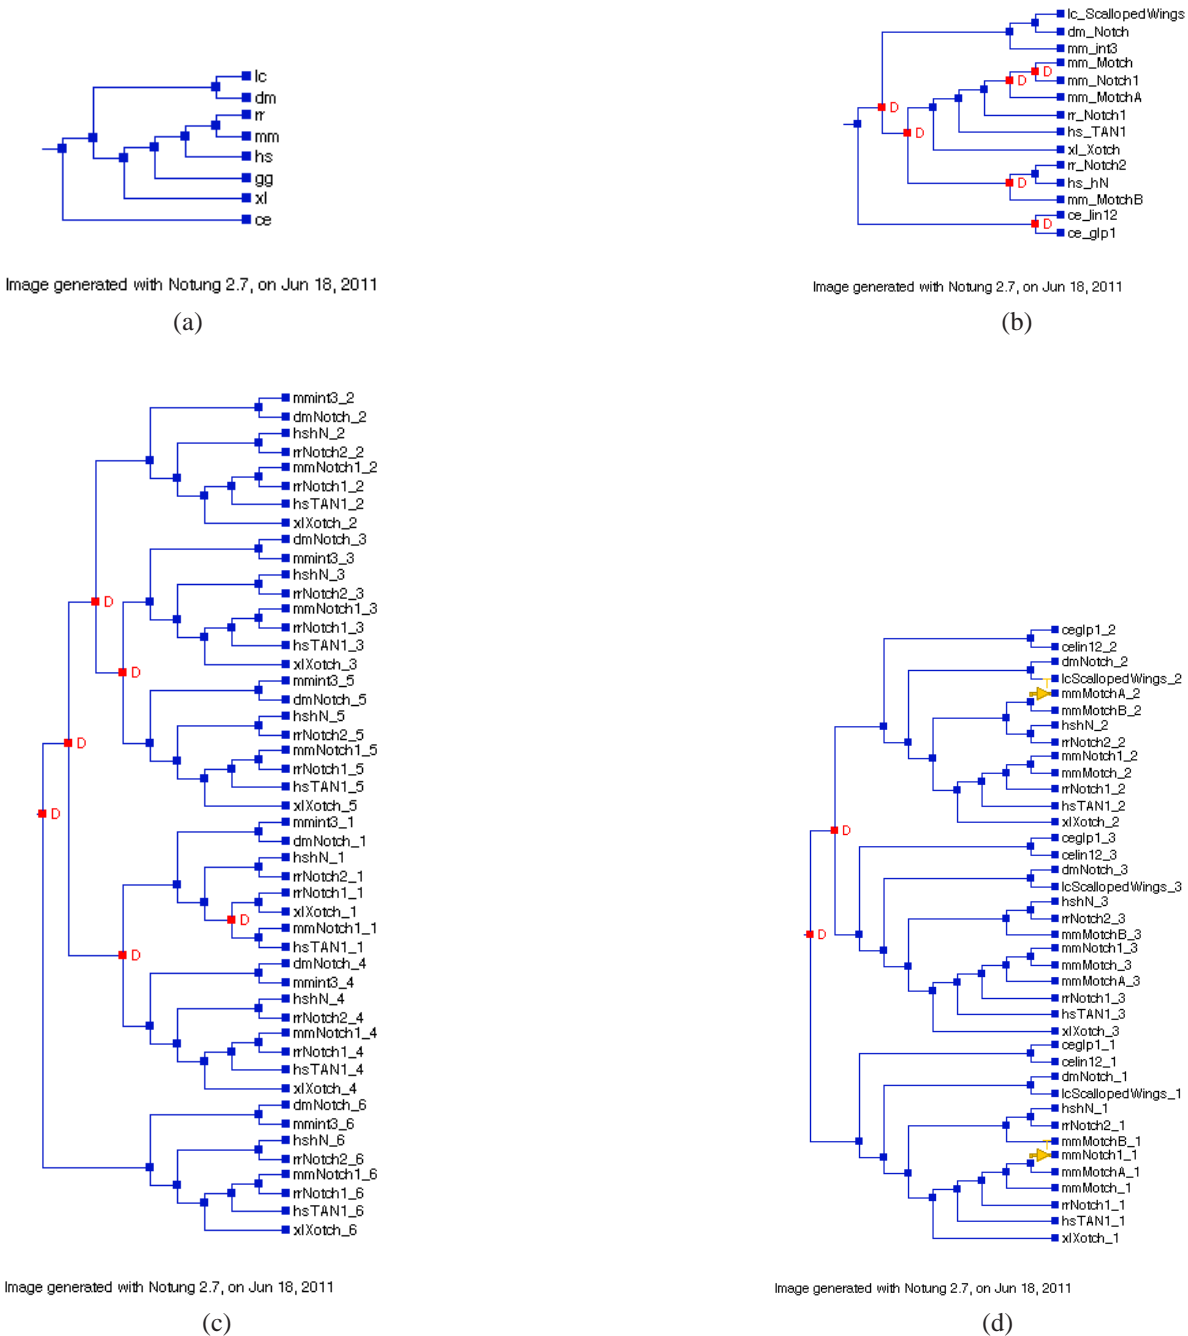 lc
dm
rr
mm
hs
gg
xl
ce
Image generated with Notung 2.7, on Jun 18, 2011
(a)
lc_ScallopedWings
dm_Notch
mm_int3
mm_Motch
D
D
mm_Notch1
mm_MotchA
D
rr_Notch1
D
hs_TAN1
xl_Xotch
rr_Notch2
D
hs_hN
mm_MotchB
ce_lin12
D
ce_glp1
Image generated with Notung 2.7, on Jun 18, 2011
(b)
mmint3_2
dmNotch_2
hshN_2
rrNotch2_2
mmNotch1_2
rrNotch1_2
hsTAN1_2
xlXotch_2
dmNotch_3
mmint3_3
hshN_3
rrNotch2_3
D
mmNotch1_3
rrNotch1_3
hsTAN1_3
xlXotch_3
D
mmint3_5
dmNotch_5
hshN_5
rrNotch2_5
D
mmNotch1_5
rrNotch1_5
hsTAN1_5
xlXotch_5
D
mmint3_1
dmNotch_1
hshN_1
rrNotch2_1
rrNotch1_1
xlXotch_1
D
mmNotch1_1
hsTAN1_1
D
dmNotch_4
mmint3_4
hshN_4
rrNotch2_4
mmNotch1_4
rrNotch1_4
hsTAN1_4
xlXotch_4
dmNotch_6
mmint3_6
hshN_6
rrNotch2_6
mmNotch1_6
rrNotch1_6
hsTAN1_6
xlXotch_6
Image generated with Notung 2.7, on Jun 18, 2011
(c)
ceglp1_2
celin12_2
dmNotch_2
lcScallopedWings_2
mmMotchA_2
mmMotchB_2
hshN_2
rrNotch2_2
mmNotch1_2
mmMotch_2
rrNotch1_2
hsTAN1_2
xlXotch_2
D
ceglp1_3
celin12_3
dmNotch_3
lcScallopedWings_3
hshN_3
rrNotch2_3
D
mmMotchB_3
mmNotch1_3
mmMotch_3
mmMotchA_3
rrNotch1_3
hsTAN1_3
xlXotch_3
ceglp1_1
celin12_1
dmNotch_1
lcScallopedWings_1
hshN_1
rrNotch2_1
mmMotchB_1
mmNotch1_1
mmMotchA_1
mmMotch_1
rrNotch1_1
hsTAN1_1
xlXotch_1
Image generated with Notung 2.7, on Jun 18, 2011
(d)